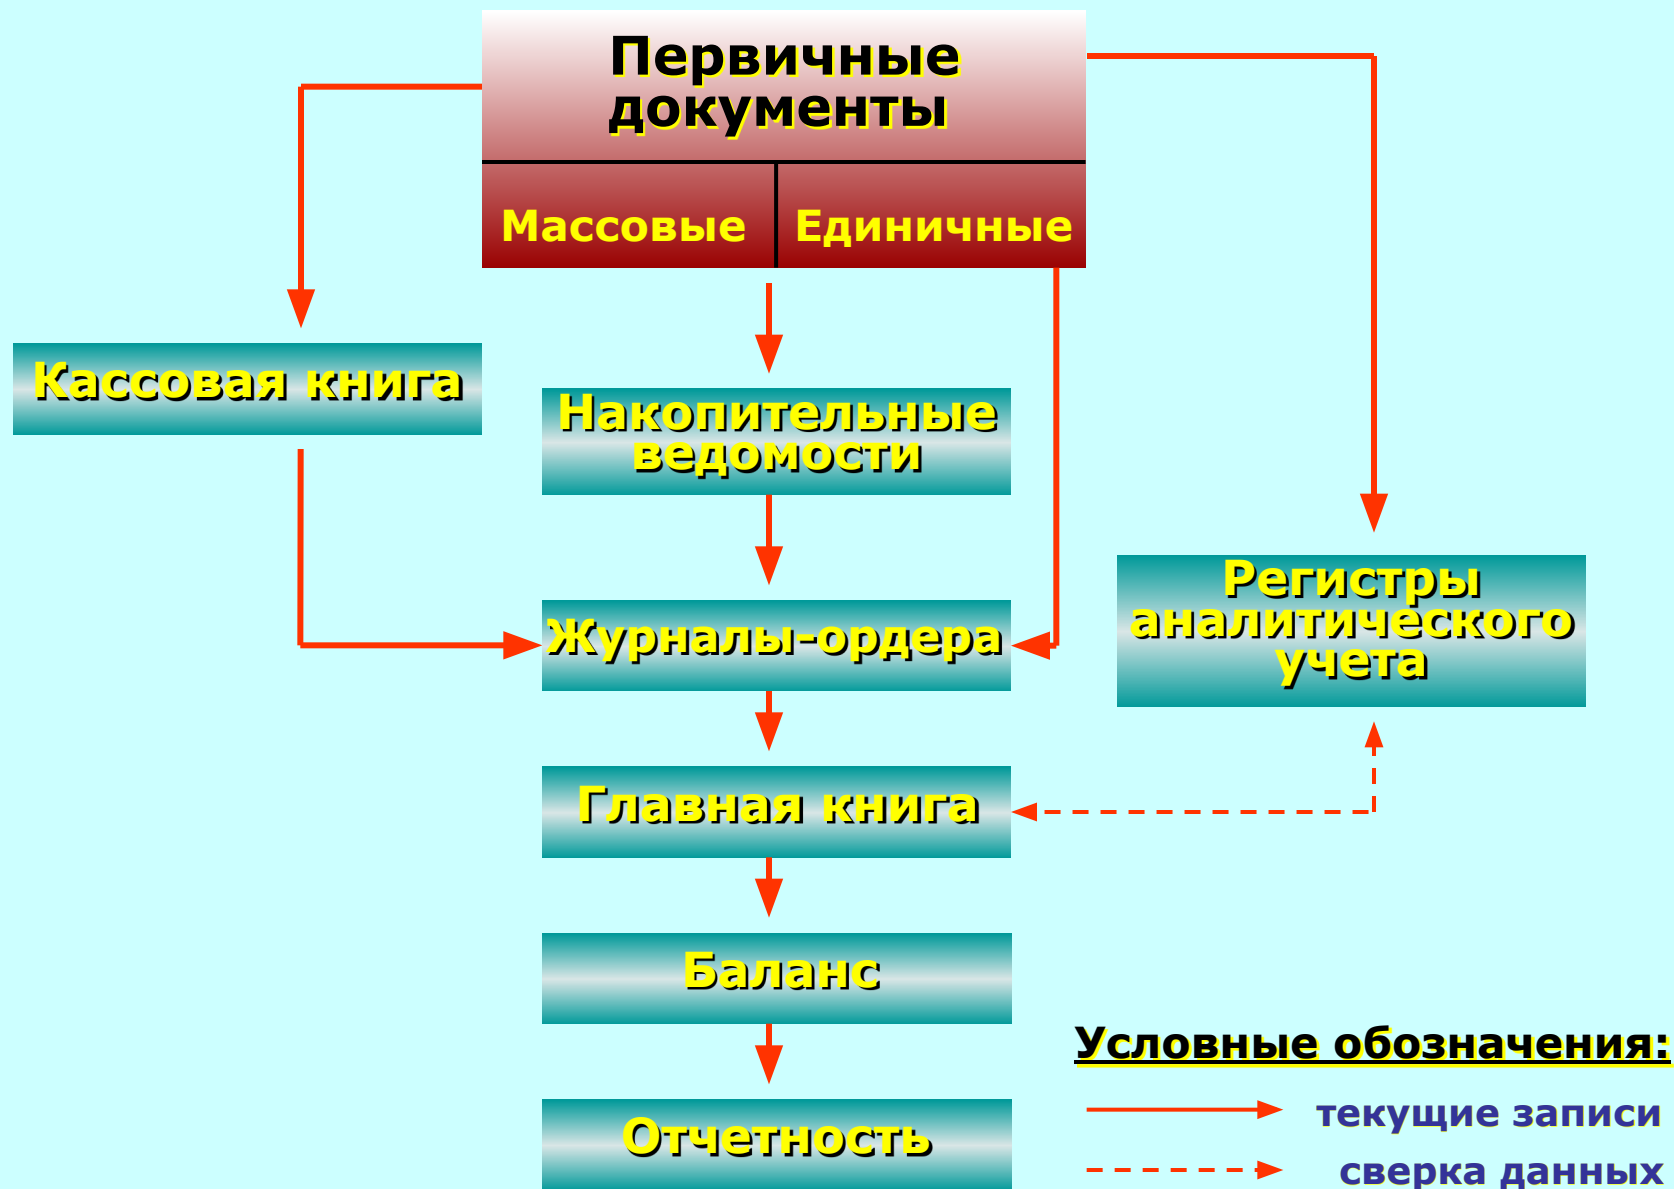 Первичные
документы
Массовые
Единичные
Кассовая книга
Накопительные
ведомости
Журналы-ордера
Регистры
аналитического
учета
Главная книга
Баланс
Отчетность
Условные обозначения:
текущие записи
сверка данных